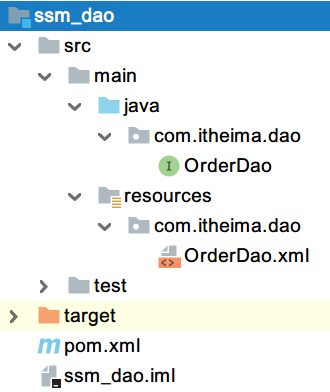 ssm_dao
src
main
java
com.itheima.dao
I OrderDao
resources
com.itheima.dao
<> OrderDao.xml
test
target
m pom.xml
ssm_dao.iml